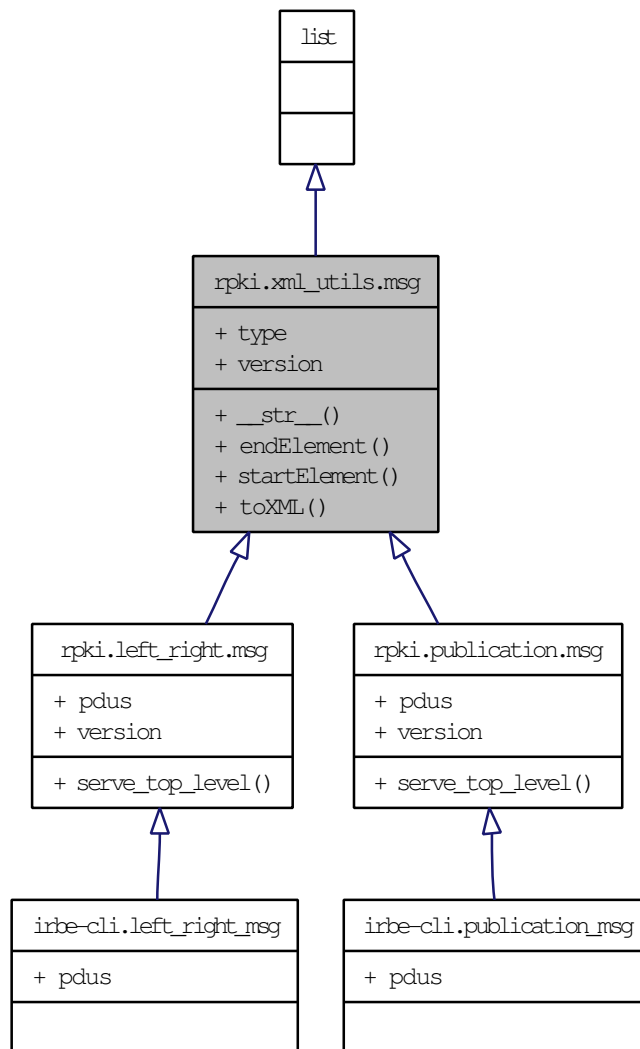 list
rpki.xml_utils.msg
+ type
+ version
+ __str__()
+ endElement()
+ startElement()
+ toXML()
rpki.left_right.msg
+ pdus
+ version
+ serve_top_level()
rpki.publication.msg
+ pdus
+ version
+ serve_top_level()
irbe-cli.left_right_msg
+ pdus
irbe-cli.publication_msg
+ pdus